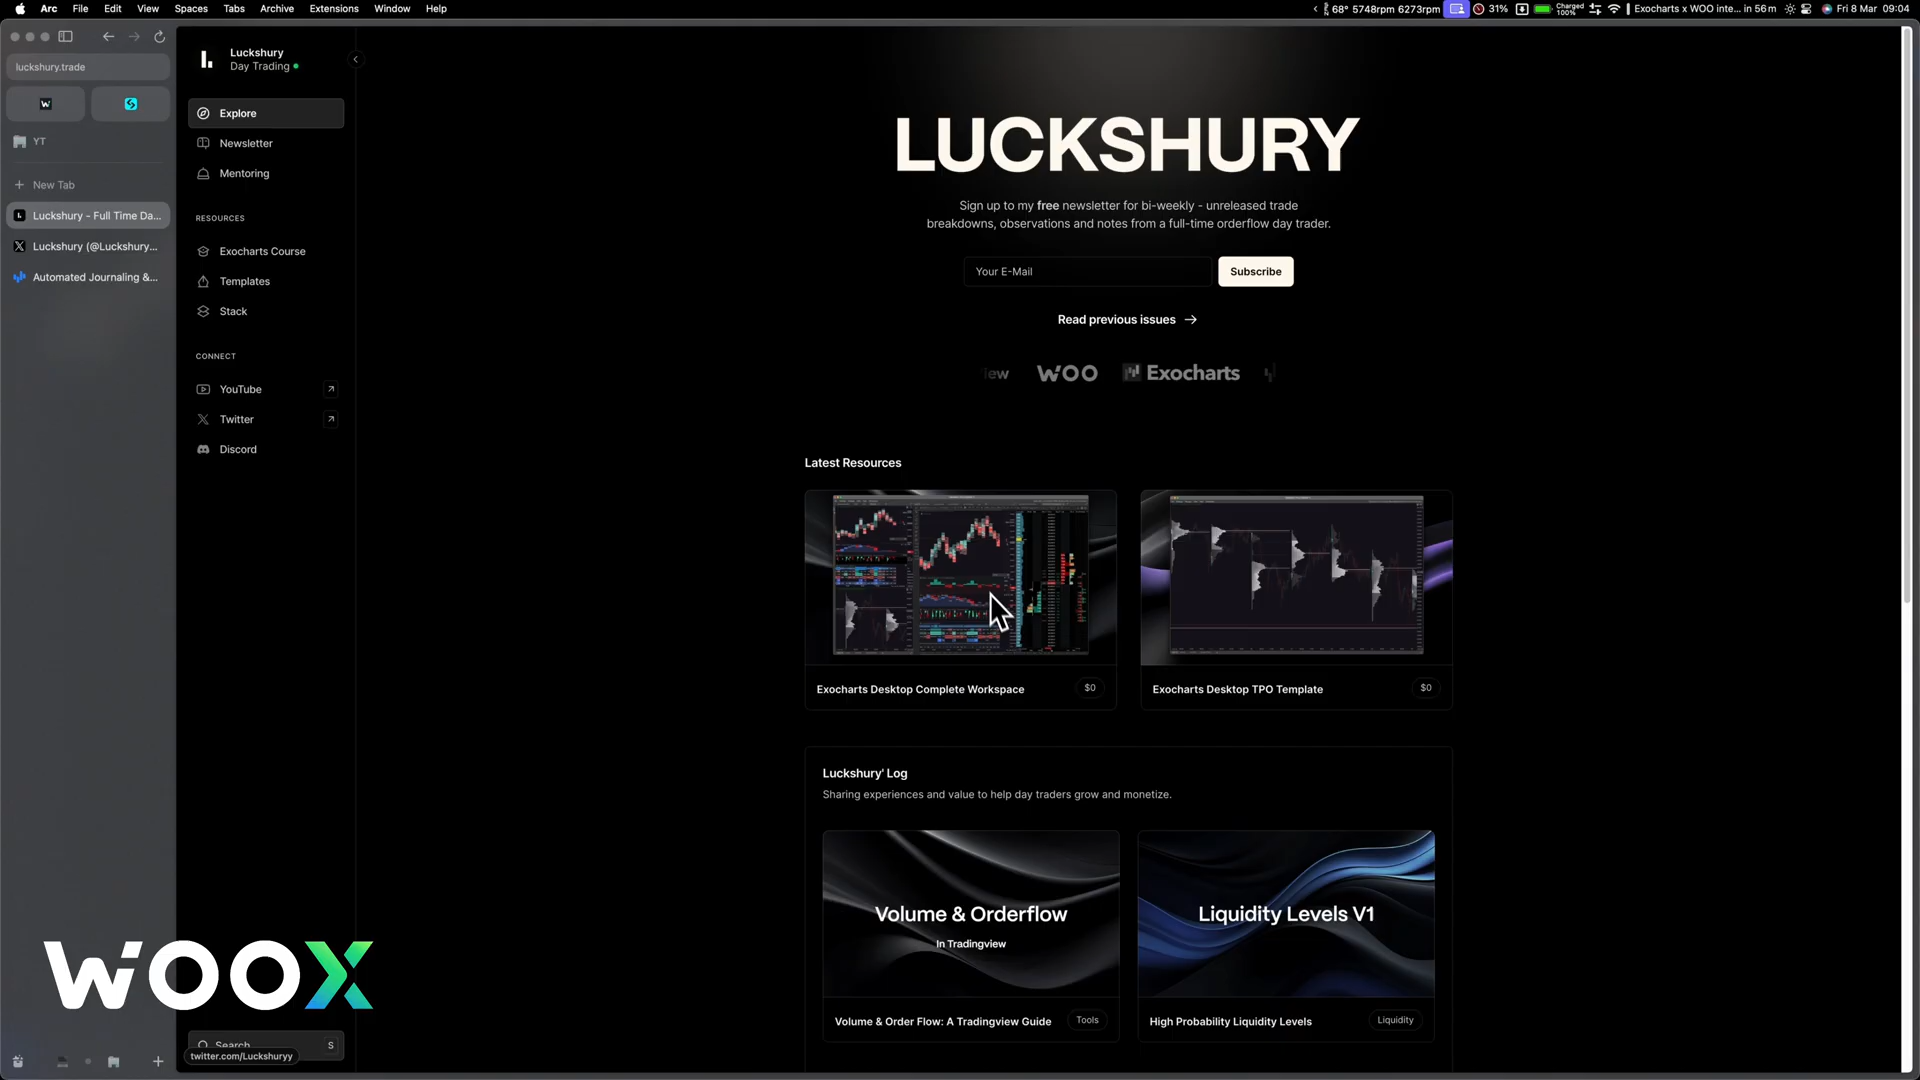 Arc File Edit View Spaces Tabs Archive Extensions Window Help
68° 5748rpm 6273rpm 31% Charged 100% Exocharts x WOO inte... in 56m Fri 8 Mar 09:04
luckshury.trade
YT
New Tab
Luckshury - Full Time Da...
Luckshury (@Luckshury...
Automated Journaling &...
Luckshury
Day Trading
Explore
Newsletter
Mentoring
RESOURCES
Exocharts Course
Templates
Stack
CONNECT
YouTube
Twitter
Discord
Search S
twitter.com/Luckshuryy
WOOX
LUCKSHURY
Sign up to my free newsletter for bi-weekly - unreleased trade
breakdowns, observations and notes from a full-time orderflow day trader.
Your E-Mail Subscribe
Read previous issues
iew WOO Exocharts
Latest Resources
Exocharts Desktop Complete Workspace $0
Exocharts Desktop TPO Template $0
Luckshury' Log
Sharing experiences and value to help day traders grow and monetize.
Volume & Orderflow
In Tradingview
Liquidity Levels V1
Volume & Order Flow: A Tradingview Guide Tools
High Probability Liquidity Levels Liquidity